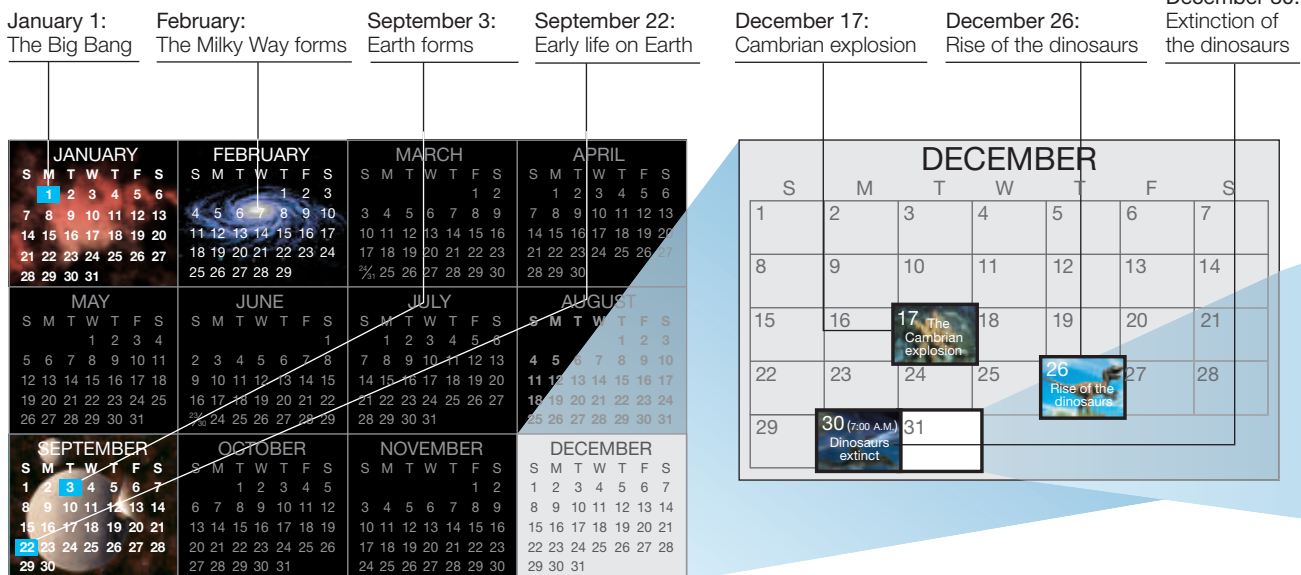 January 1:
The Big Bang
February:
The Milky Way forms
September 3:
Earth forms
September 22:
Early life on Earth
December 17:
Cambrian explosion
December 26:
Rise of the dinosaurs
December 30:
Extinction of
the dinosaurs
JANUARY
S M T W T F S
1 2 3 4 5 6
7 8 9 10 11 12 13
14 15 16 17 18 19 20
21 22 23 24 25 26 27
28 29 30 31
FEBRUARY
S M T W T F S
1 2 3
4 5 6 7 8 9 10
11 12 13 14 15 16 17
18 19 20 21 22 23 24
25 26 27 28 29
MARCH
S M T W T F S
1 2
3 4 5 6 7 8 9
10 11 12 13 14 15 16
17 18 19 20 21 22 23
24/31 25 26 27 28 29 30
APRIL
S M T W T F S
1 2 3 4 5 6
7 8 9 10 11 12 13
14 15 16 17 18 19 20
21 22 23 24 25 26 27
28 29 30
MAY
S M T W T F S
1 2 3 4
5 6 7 8 9 10 11
12 13 14 15 16 17 18
19 20 21 22 23 24 25
26 27 28 29 30 31
JUNE
S M T W T F S
1
2 3 4 5 6 7 8
9 10 11 12 13 14 15
16 17 18 19 20 21 22
23/30 24 25 26 27 28 29
JULY
S M T W T F S
1 2 3 4 5 6
7 8 9 10 11 12 13
14 15 16 17 18 19 20
21 22 23 24 25 26 27
28 29 30 31
AUGUST
S M T W T F S
1 2 3
4 5 6 7 8 9 10
11 12 13 14 15 16 17
18 19 20 21 22 23 24
25 26 27 28 29 30 31
SEPTEMBER
S M T W T F S
1 2 3 4 5 6 7
8 9 10 11 12 13 14
15 16 17 18 19 20 21
22 23 24 25 26 27 28
29 30
OCTOBER
S M T W T F S
1 2 3 4 5
6 7 8 9 10 11 12
13 14 15 16 17 18 19
20 21 22 23 24 25 26
27 28 29 30 31
NOVEMBER
S M T W T F S
1 2
3 4 5 6 7 8 9
10 11 12 13 14 15 16
17 18 19 20 21 22 23
24 25 26 27 28 29 30
DECEMBER
S M T W T F S
1 2 3 4 5 6 7
8 9 10 11 12 13 14
15 16 17 18 19 20 21
22 23 24 25 26 27 28
29 30 31
DECEMBER
S M T W T F S
1 2 3 4 5 6 7
8 9 10 11 12 13 14
15 16 17 The 18 19 20 21
Cambrian
explosion
22 23 24 25 26 27 28
Rise of the
dinosaurs
29 30 (7:00 A.M.) 31
Dinosaurs
extinct